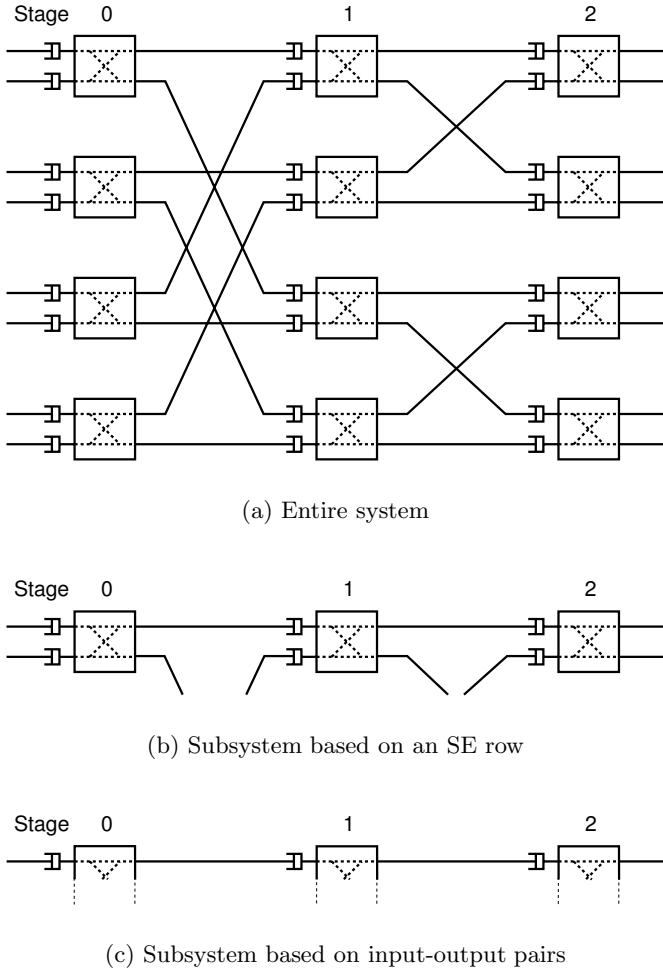 Stage 0 1 2
(a) Entire system
Stage 0 1 2
(b) Subsystem based on an SE row
Stage 0 1 2
(c) Subsystem based on input-output pairs